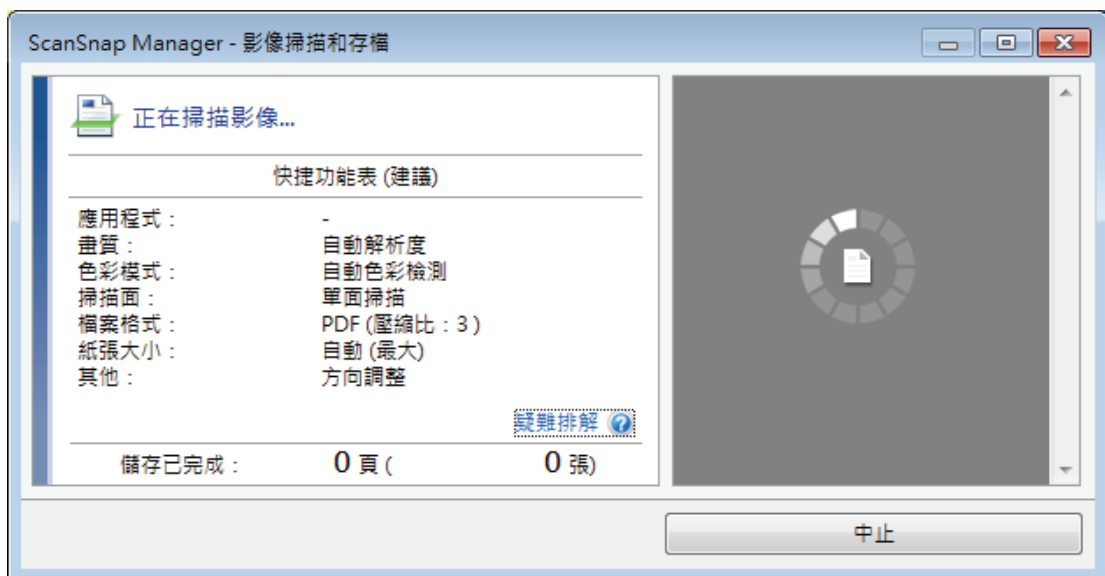 ScanSnap Manager - 影像掃描和存檔
正在掃描影像...
快捷功能表 (建議)
應用程式： -
畫質： 自動解析度
色彩模式： 自動色彩檢測
掃描面： 單面掃描
檔案格式： PDF (壓縮比：3)
紙張大小： 自動 (最大)
其他： 方向調整
疑難排解 ?
儲存已完成： 0 頁 ( 0 張)
中止